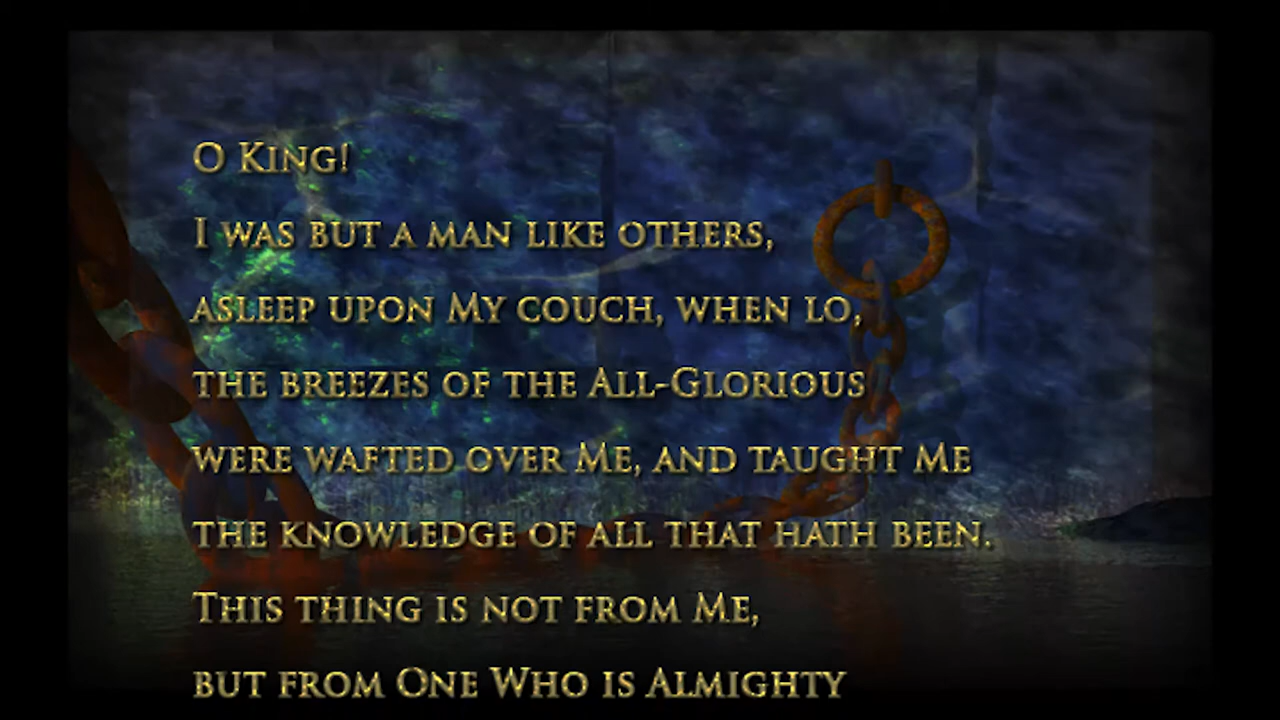 O King!
I was but a man like others,
asleep upon My couch, when lo,
the breezes of the All-Glorious
were wafted over Me, and taught Me
the knowledge of all that hath been.
This thing is not from Me,
but from One Who is Almighty